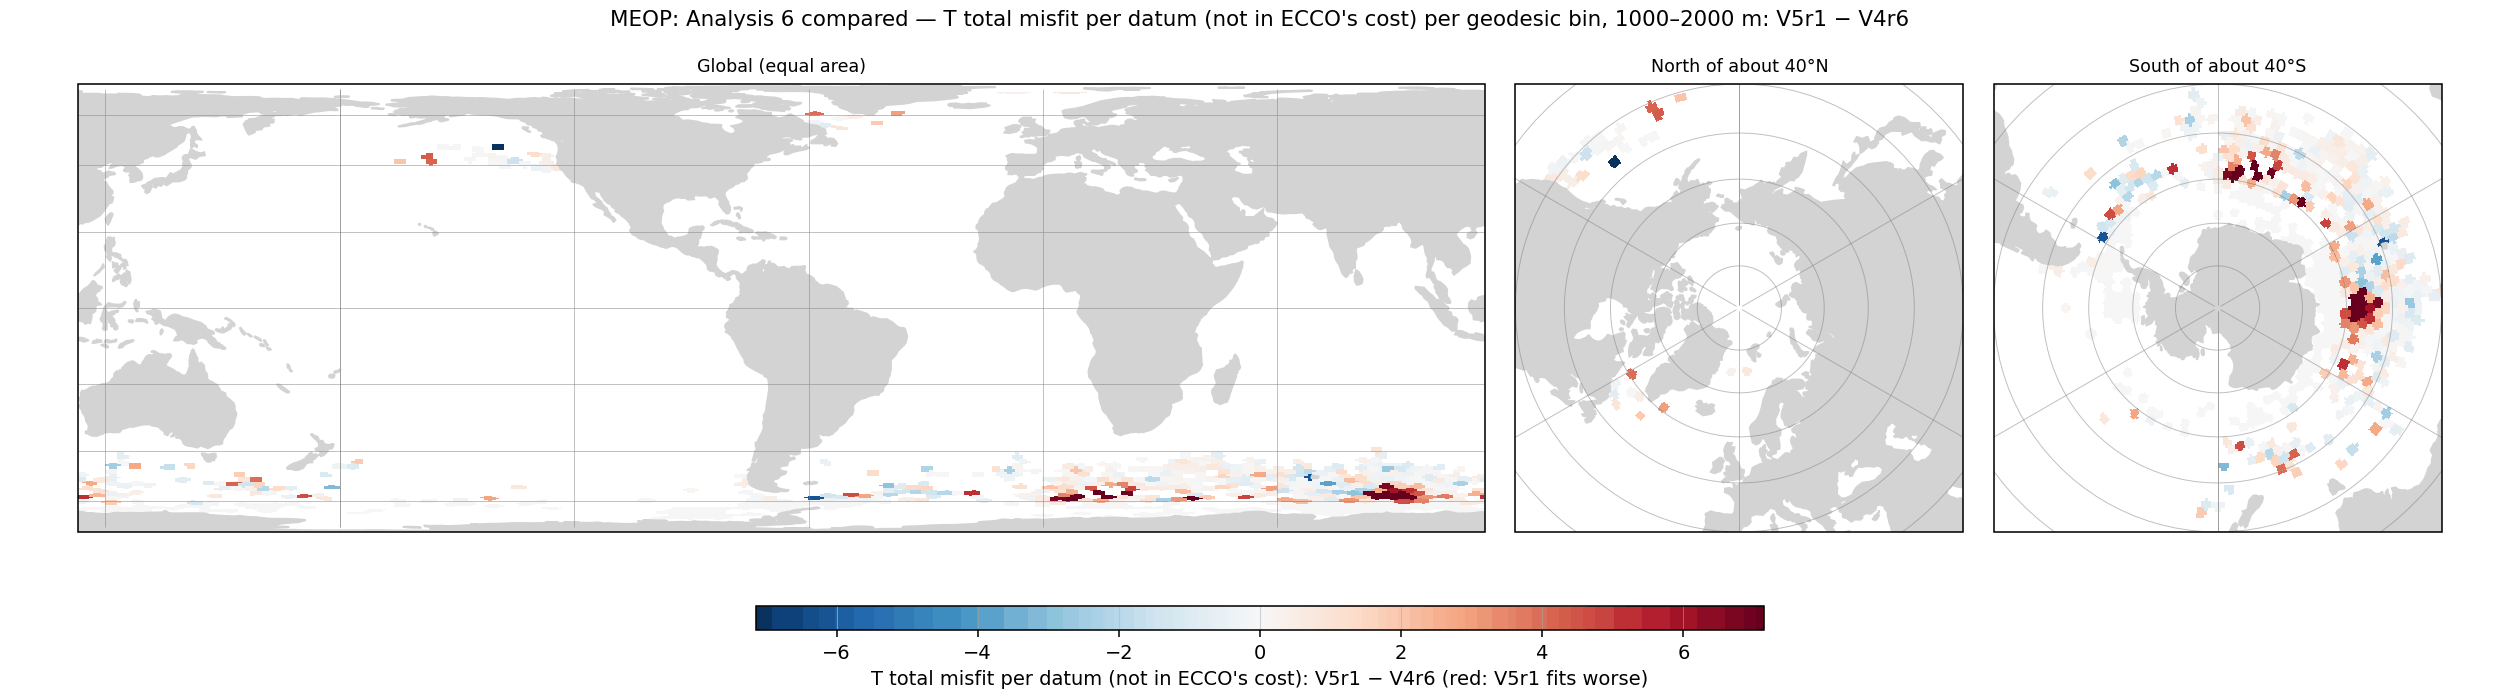 MEOP: Analysis 6 compared — T total misfit per datum (not in ECCO's cost) per geodesic bin, 1000–2000 m: V5r1 − V4r6
Global (equal area)
North of about 40°N
South of about 40°S
−6
−4
−2
0
2
4
6
T total misfit per datum (not in ECCO's cost): V5r1 − V4r6 (red: V5r1 fits worse)